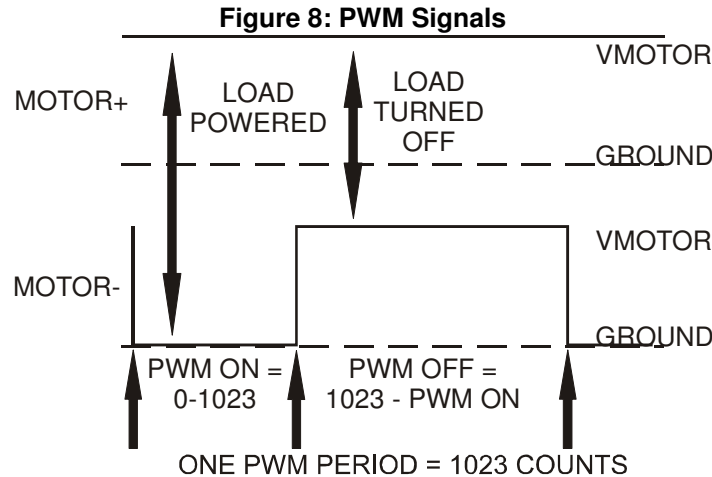 Figure 8: PWM Signals
VMOTOR
MOTOR+
LOAD
POWERED
LOAD
TURNED
OFF
GROUND
VMOTOR
MOTOR-
GROUND
PWM ON =
0-1023
PWM OFF =
1023 - PWM ON
ONE PWM PERIOD = 1023 COUNTS